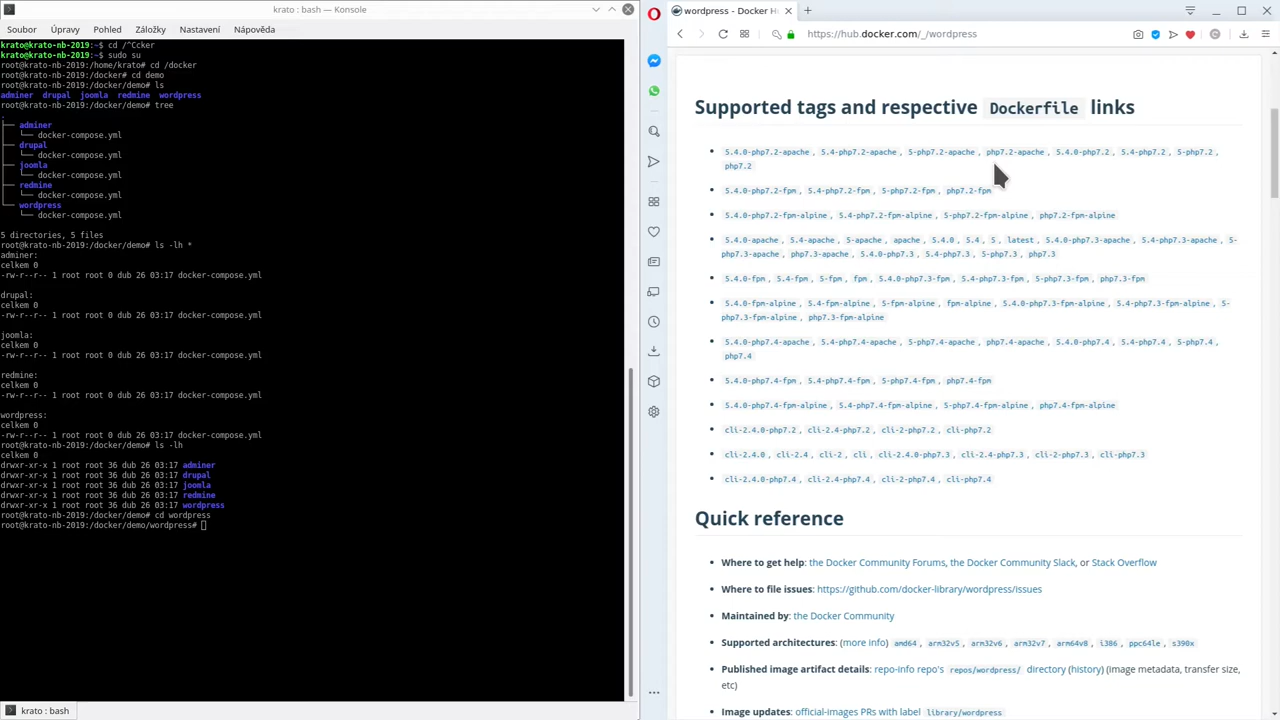 krato : bash — Konsole
Soubor Úpravy Pohled Záložky Nastavení Nápověda
krato@krato-nb-2019:~$ cd /^Ccker
krato@krato-nb-2019:~$ sudo su
root@krato-nb-2019:/home/krato# cd /docker
root@krato-nb-2019:/docker# cd demo
root@krato-nb-2019:/docker/demo# ls
adminer drupal joomla redmine wordpress
root@krato-nb-2019:/docker/demo# tree
.
├── adminer
│   └── docker-compose.yml
├── drupal
│   └── docker-compose.yml
├── joomla
│   └── docker-compose.yml
├── redmine
│   └── docker-compose.yml
└── wordpress
    └── docker-compose.yml
5 directories, 5 files
root@krato-nb-2019:/docker/demo# ls -lh *
adminer:
celkem 0
-rw-r--r-- 1 root root 0 dub 26 03:17 docker-compose.yml
drupal:
celkem 0
-rw-r--r-- 1 root root 0 dub 26 03:17 docker-compose.yml
joomla:
celkem 0
-rw-r--r-- 1 root root 0 dub 26 03:17 docker-compose.yml
redmine:
celkem 0
-rw-r--r-- 1 root root 0 dub 26 03:17 docker-compose.yml
wordpress:
celkem 0
-rw-r--r-- 1 root root 0 dub 26 03:17 docker-compose.yml
root@krato-nb-2019:/docker/demo# ls -lh
celkem 0
drwxr-xr-x 1 root root 36 dub 26 03:17 adminer
drwxr-xr-x 1 root root 36 dub 26 03:17 drupal
drwxr-xr-x 1 root root 36 dub 26 03:17 joomla
drwxr-xr-x 1 root root 36 dub 26 03:17 redmine
drwxr-xr-x 1 root root 36 dub 26 03:17 wordpress
root@krato-nb-2019:/docker/demo# cd wordpress
root@krato-nb-2019:/docker/demo/wordpress#
krato : bash
wordpress - Docker H
https://hub.docker.com/_/wordpress
Supported tags and respective Dockerfile links
5.4.0-php7.2-apache, 5.4-php7.2-apache, 5-php7.2-apache, php7.2-apache, 5.4.0-php7.2, 5.4-php7.2, 5-php7.2,
php7.2
5.4.0-php7.2-fpm, 5.4-php7.2-fpm, 5-php7.2-fpm, php7.2-fpm
5.4.0-php7.2-fpm-alpine, 5.4-php7.2-fpm-alpine, 5-php7.2-fpm-alpine, php7.2-fpm-alpine
5.4.0-apache, 5.4-apache, 5-apache, apache, 5.4.0, 5.4, 5, latest, 5.4.0-php7.3-apache, 5.4-php7.3-apache, 5-
php7.3-apache, php7.3-apache, 5.4.0-php7.3, 5.4-php7.3, 5-php7.3, php7.3
5.4.0-fpm, 5.4-fpm, 5-fpm, fpm, 5.4.0-php7.3-fpm, 5.4-php7.3-fpm, 5-php7.3-fpm, php7.3-fpm
5.4.0-fpm-alpine, 5.4-fpm-alpine, 5-fpm-alpine, fpm-alpine, 5.4.0-php7.3-fpm-alpine, 5.4-php7.3-fpm-alpine, 5-
php7.3-fpm-alpine, php7.3-fpm-alpine
5.4.0-php7.4-apache, 5.4-php7.4-apache, 5-php7.4-apache, php7.4-apache, 5.4.0-php7.4, 5.4-php7.4, 5-php7.4,
php7.4
5.4.0-php7.4-fpm, 5.4-php7.4-fpm, 5-php7.4-fpm, php7.4-fpm
5.4.0-php7.4-fpm-alpine, 5.4-php7.4-fpm-alpine, 5-php7.4-fpm-alpine, php7.4-fpm-alpine
cli-2.4.0-php7.2, cli-2.4-php7.2, cli-2-php7.2, cli-php7.2
cli-2.4.0, cli-2.4, cli-2, cli, cli-2.4.0-php7.3, cli-2.4-php7.3, cli-2-php7.3, cli-php7.3
cli-2.4.0-php7.4, cli-2.4-php7.4, cli-2-php7.4, cli-php7.4
Quick reference
Where to get help: the Docker Community Forums, the Docker Community Slack, or Stack Overflow
Where to file issues: https://github.com/docker-library/wordpress/issues
Maintained by: the Docker Community
Supported architectures: (more info) amd64, arm32v5, arm32v6, arm32v7, arm64v8, i386, ppc64le, s390x
Published image artifact details: repo-info repo's repos/wordpress/ directory (history) (image metadata, transfer size,
etc)
Image updates: official-images PRs with label library/wordpress